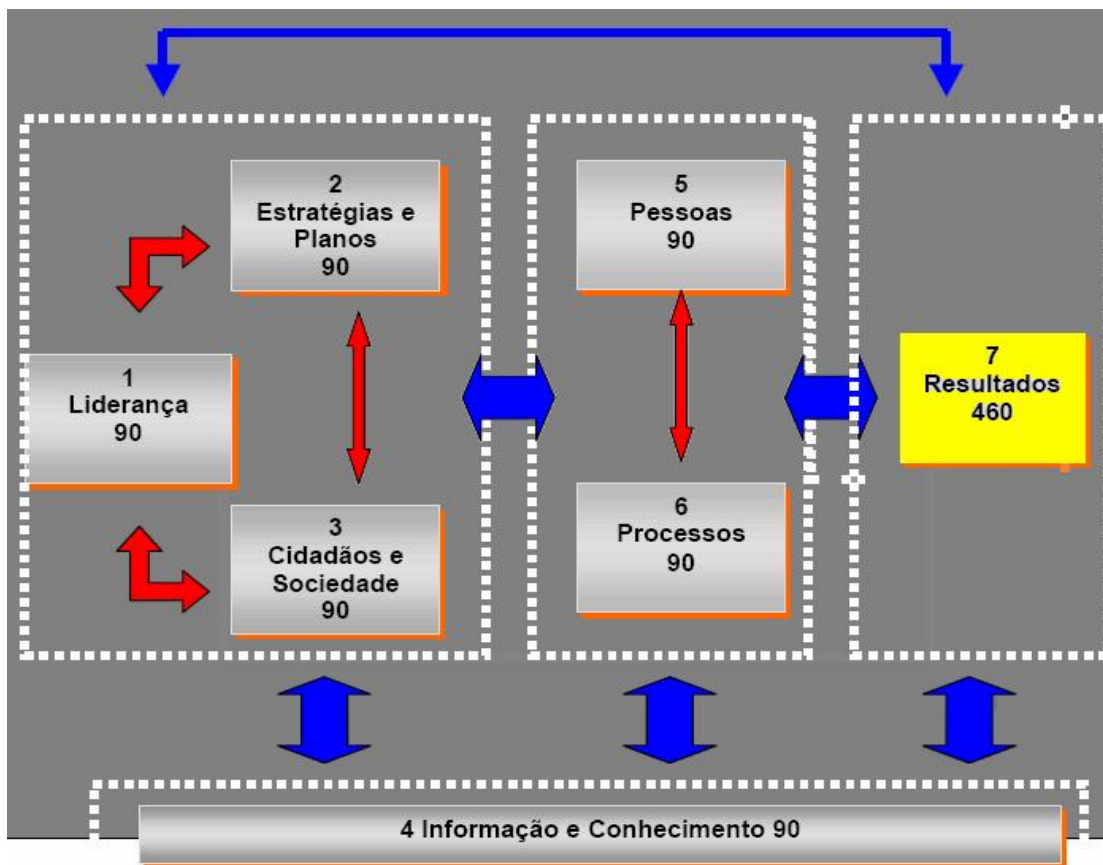 1
Liderança
90
2
Estratégias e
Planos
90
3
Cidadãos e
Sociedade
90
5
Pessoas
90
6
Processos
90
7
Resultados
460
4 Informação e Conhecimento 90